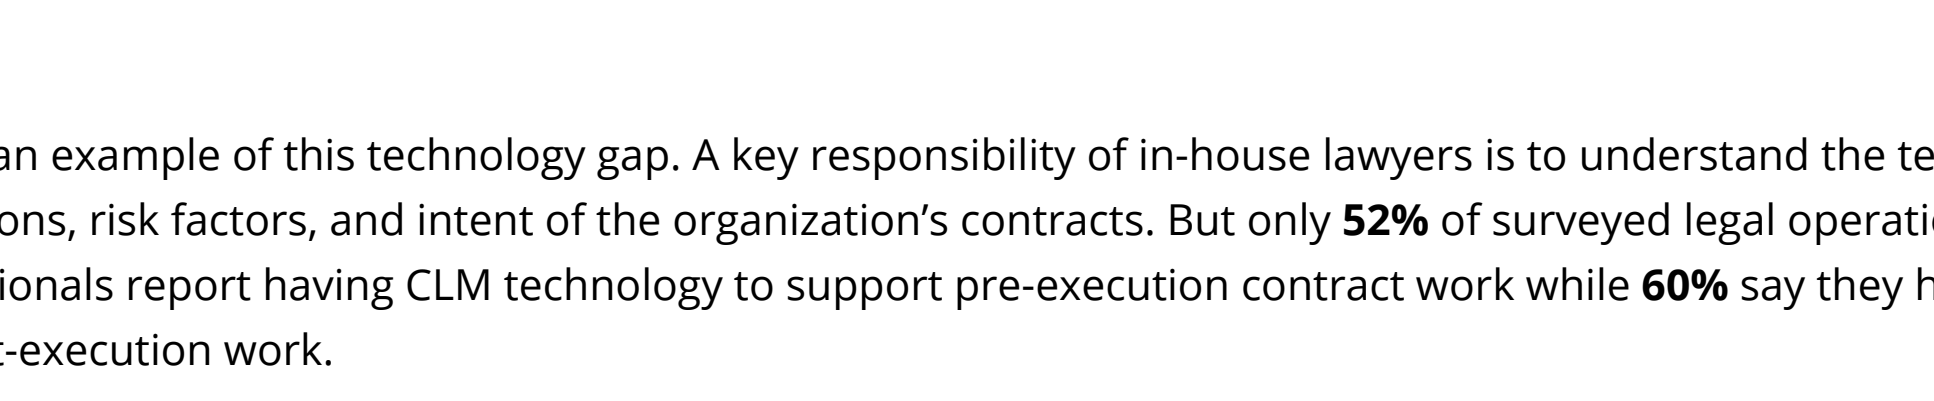 an example of this technology gap. A key responsibility of in-house lawyers is to understand the te
ons, risk factors, and intent of the organization’s contracts. But only 52% of surveyed legal operati
ionals report having CLM technology to support pre-execution contract work while 60% say they h
t-execution work.